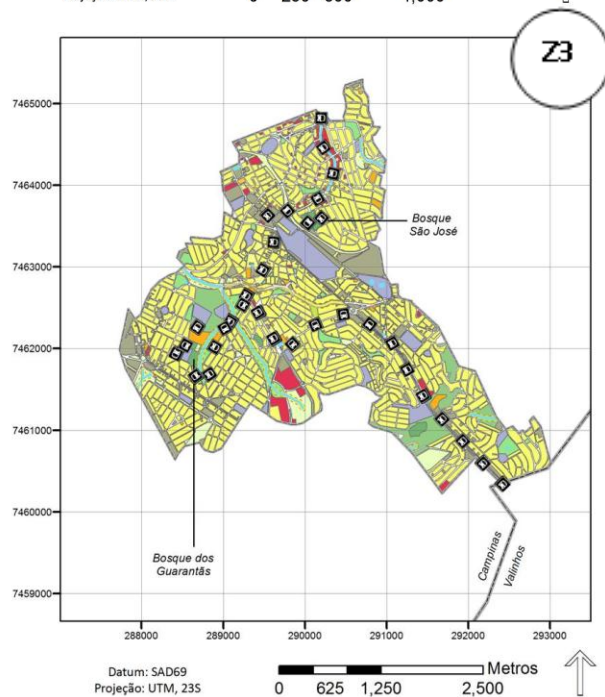 Z3
7465000
7464000
7463000
7462000
7461000
7460000
7459000
Bosque
São José
Bosque dos
Guarantãs
Campinas
Valinhos
288000 289000 290000 291000 292000 293000
Datum: SAD69
Projeção: UTM, 23S
0 625 1,250 2,500 Metros